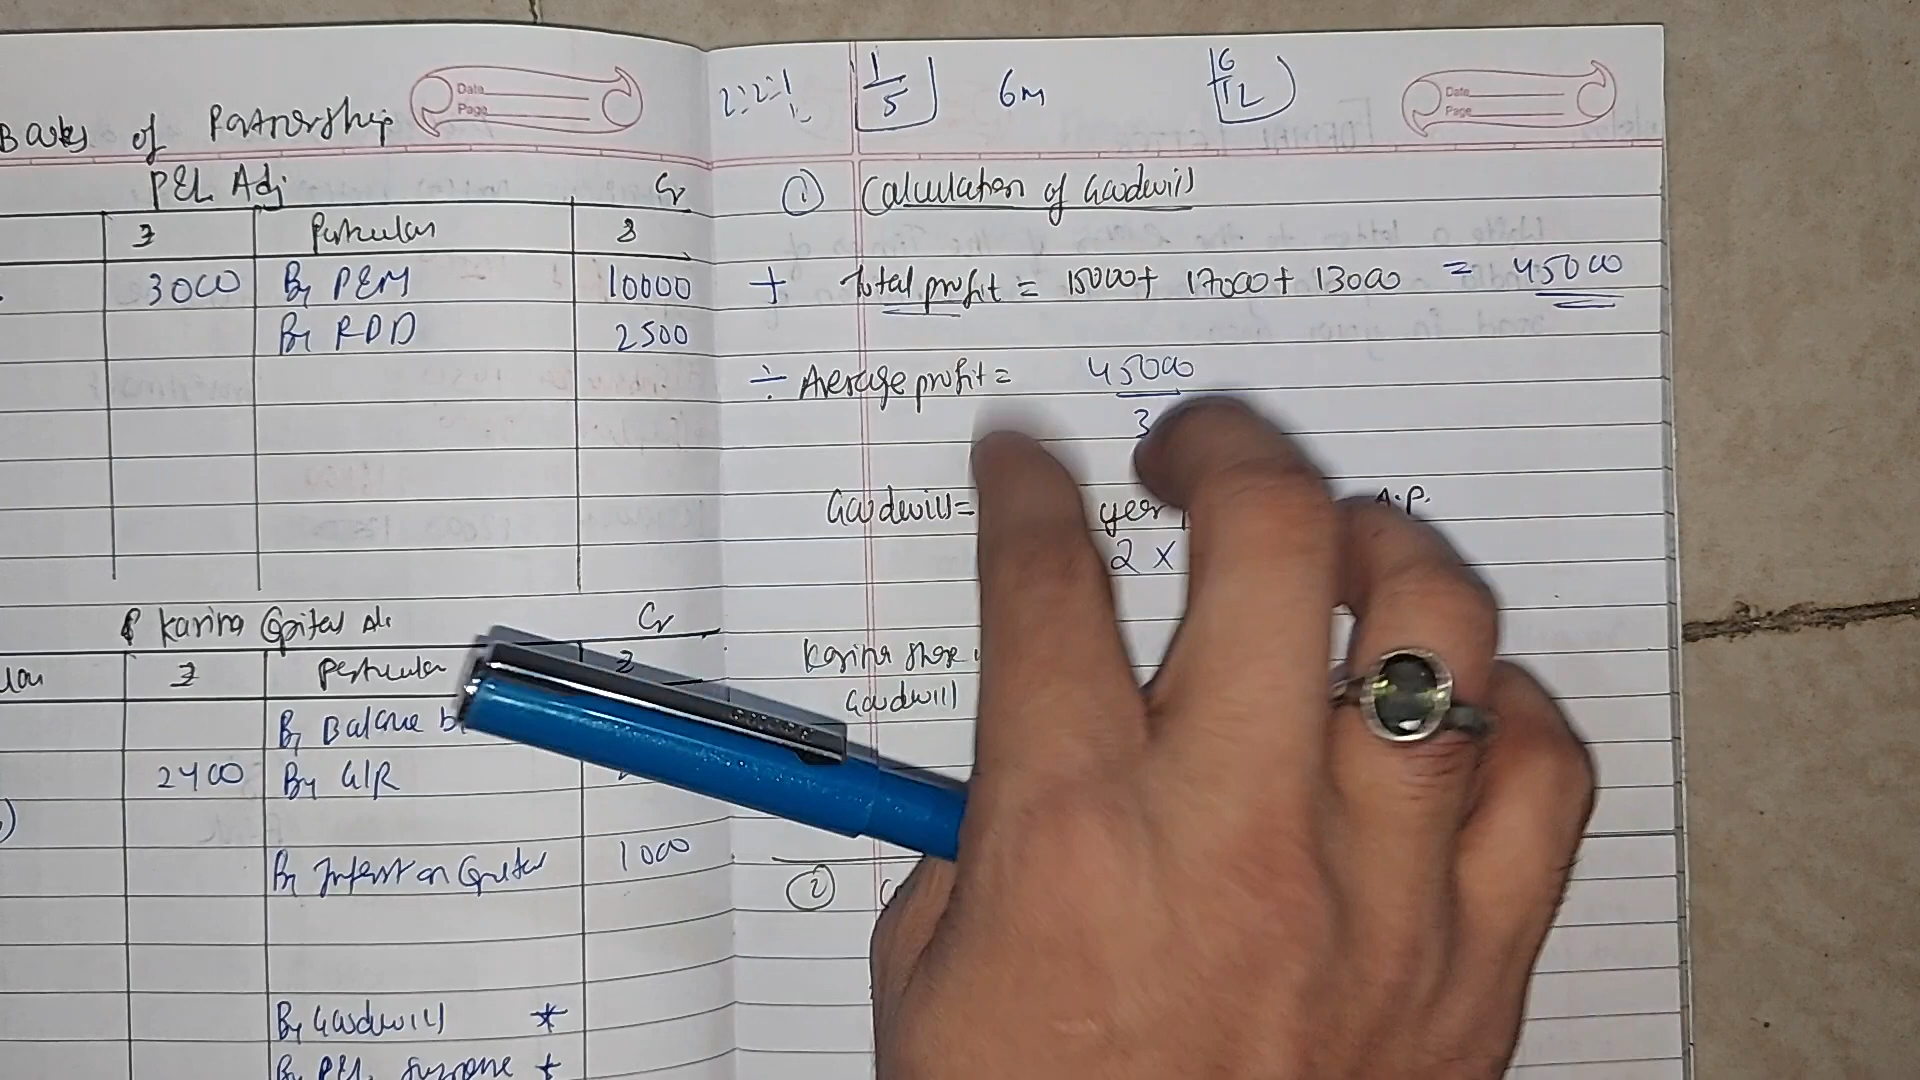 Date
Page
Books of Partnership
P&L Adj
Cr
₹ Particulars ₹
3000 By P&M 10000
By RDD 2500
Karina Capital A/c
Cr
₹ Particular ₹
By Balance b
2400 By G/R
By Interest on Capital 1000
By Goodwill *
By P&L Suspense *
2:2:1
1/5
6m
6/12
Date
Page
① Calculation of Goodwill
+ Total profit = 15000+ 17000+ 13000 = 45000
÷ Average profit = 45000
3
Goodwill = A.P.
2 x
Karina share
Goodwill
②